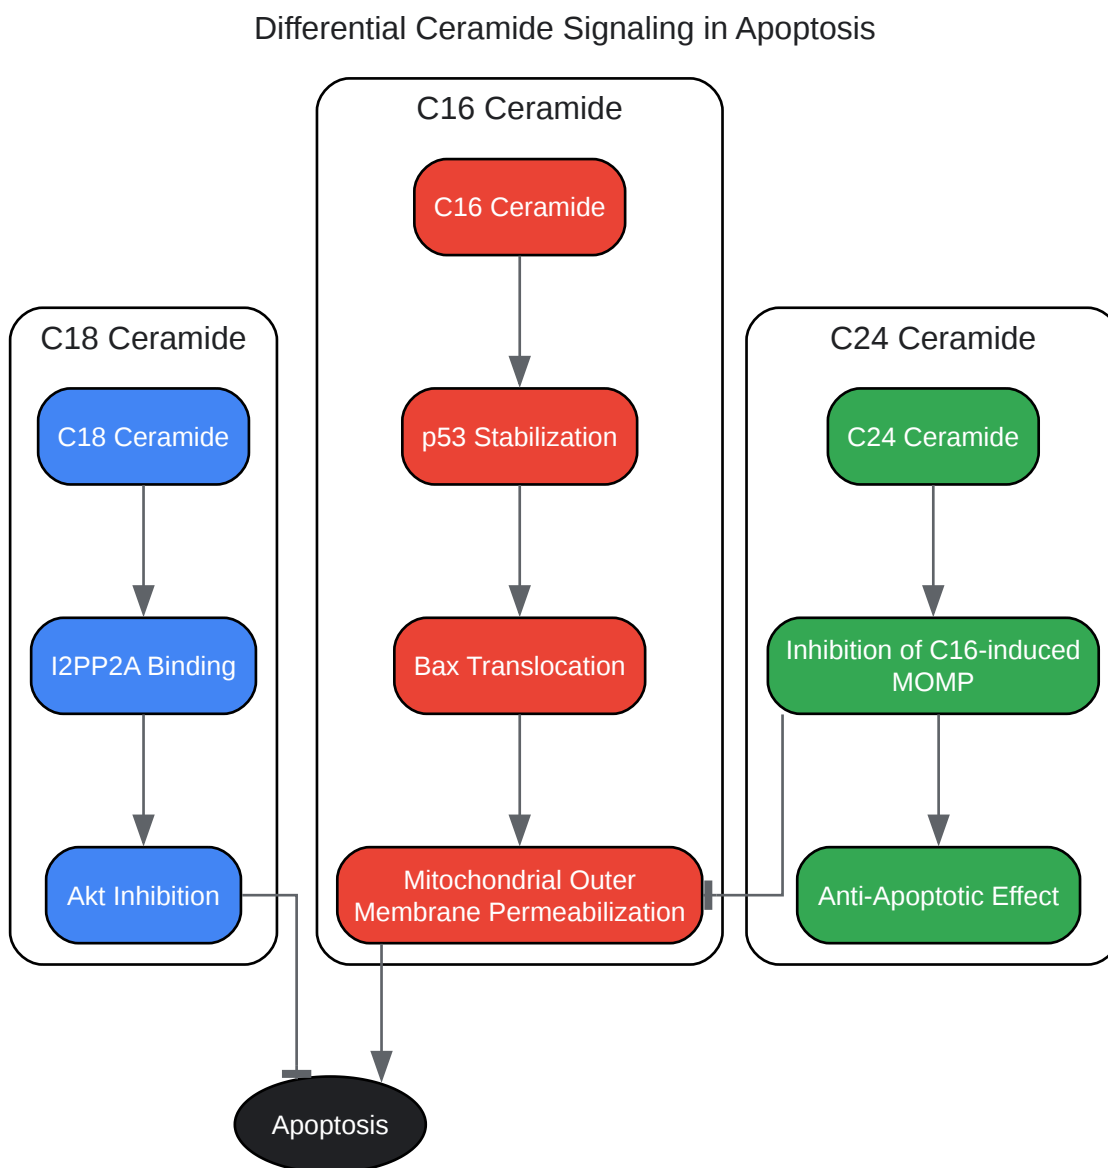 Differential Ceramide Signaling in Apoptosis
C16 Ceramide
C16 Ceramide
p53 Stabilization
Bax Translocation
Mitochondrial Outer
Membrane Permeabilization
C18 Ceramide
C18 Ceramide
I2PP2A Binding
Akt Inhibition
C24 Ceramide
C24 Ceramide
Inhibition of C16-induced
MOMP
Anti-Apoptotic Effect
Apoptosis